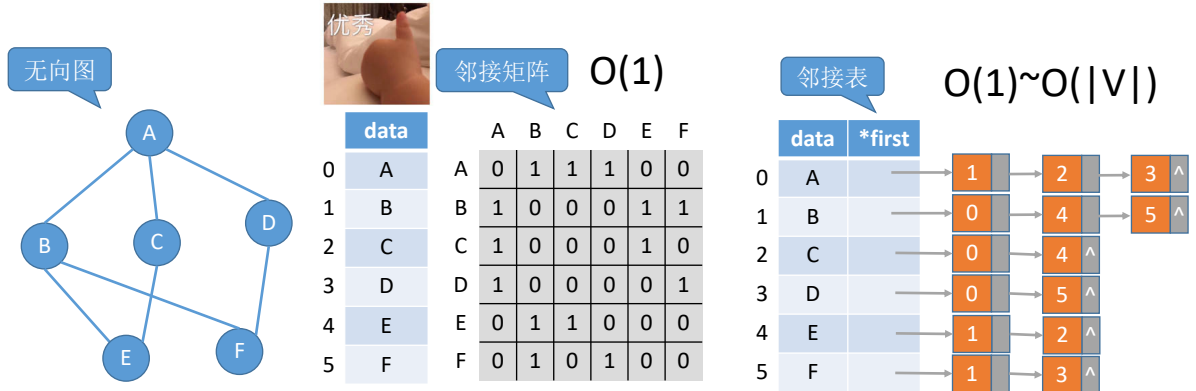 优秀
无向图
邻接矩阵
O(1)
邻接表
O(1)~O(|V|)
A
B
C
D
E
F
data
0 A
1 B
2 C
3 D
4 E
5 F
A B C D E F
A 0 1 1 1 0 0
B 1 0 0 0 1 1
C 1 0 0 0 1 0
D 1 0 0 0 0 1
E 0 1 1 0 0 0
F 0 1 0 1 0 0
data *first
0 A 1 2 3 ^
1 B 0 4 5 ^
2 C 0 4 ^
3 D 0 5 ^
4 E 1 2 ^
5 F 1 3 ^